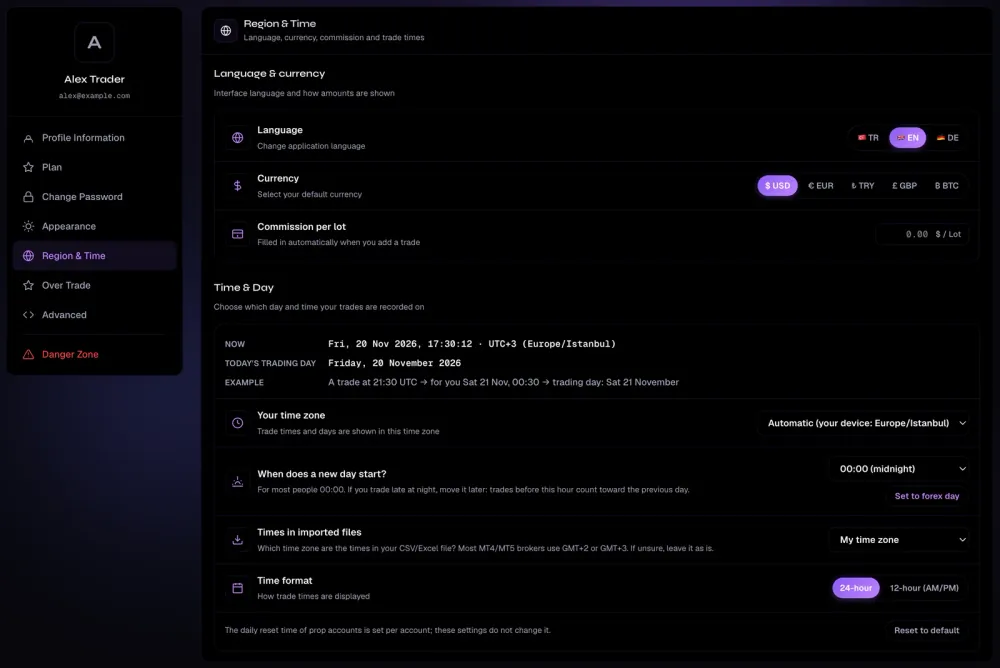 A
Alex Trader
alex@example.com
Profile Information
Plan
Change Password
Appearance
Region & Time
Over Trade
Advanced
Danger Zone
Region & Time
Language, currency, commission and trade times
Language & currency
Interface language and how amounts are shown
Language
Change application language
TR EN DE
Currency
Select your default currency
$ USD € EUR ₺ TRY £ GBP ₿ BTC
Commission per lot
Filled in automatically when you add a trade
0.00 $ / Lot
Time & Day
Choose which day and time your trades are recorded on
NOW Fri, 20 Nov 2026, 17:30:12 · UTC+3 (Europe/Istanbul)
TODAY'S TRADING DAY Friday, 20 November 2026
EXAMPLE A trade at 21:30 UTC → for you Sat 21 Nov, 00:30 → trading day: Sat 21 November
Your time zone
Trade times and days are shown in this time zone
Automatic (your device: Europe/Istanbul)
When does a new day start?
For most people 00:00. If you trade late at night, move it later: trades before this hour count toward the previous day.
00:00 (midnight)
Set to forex day
Times in imported files
Which time zone are the times in your CSV/Excel file? Most MT4/MT5 brokers use GMT+2 or GMT+3. If unsure, leave it as is.
My time zone
Time format
How trade times are displayed
24-hour 12-hour (AM/PM)
The daily reset time of prop accounts is set per account; these settings do not change it.
Reset to default